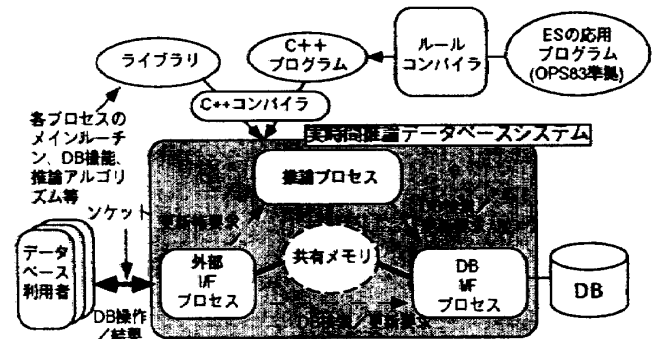 ライブラリ
C++
プログラム
ルール
コンパイラ
ESの応用
プログラム
(OPS83準拠)
C++コンパイラ
各プロセスの
メインルーチ
ン、DB機能、
推論アルゴリ
ズム等
実時間推論データベースシステム
推論プロセス
ソケット
データ
ベース
利用者
外部
I/F
プロセス
共有メモリ
DB
I/F
プロセス
DB
DB操作
/結果